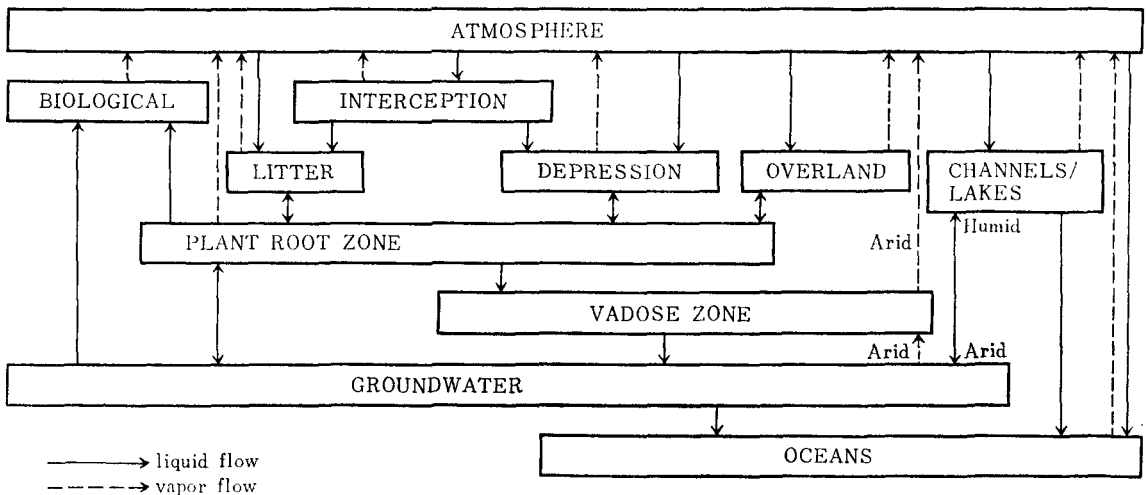 ATMOSPHERE
BIOLOGICAL
INTERCEPTION
LITTER
DEPRESSION
OVERLAND
CHANNELS/
LAKES
PLANT ROOT ZONE
Arid
Humid
VADOSE ZONE
Arid
Arid
GROUNDWATER
OCEANS
liquid flow
vapor flow